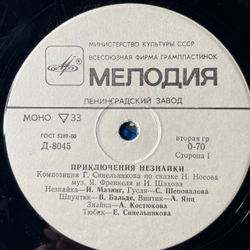 МИНИСТЕРСТВО КУЛЬТУРЫ СССР
ВСЕСОЮЗНАЯ ФИРМА ГРАМПЛАСТИНОК
МЕЛОДИЯ
ЛЕНИНГРАДСКИЙ ЗАВОД
МОНО 33
ГОСТ 5289-80
Д-8045
вторая гр
0-70
Сторона 1
ПРИКЛЮЧЕНИЯ НЕЗНАЙКИ
Композиция Г. Синельникова по сказке Н. Носова
муз. Я. Френкеля и И. Шахова
Незнайка— И. Мазинг, Гусля— С. Шеповалова
Шпунтик— В. Вальде, Винтик— А. Янц
Знайка— А. Костюкова
Тюбик— Е. Синельникова